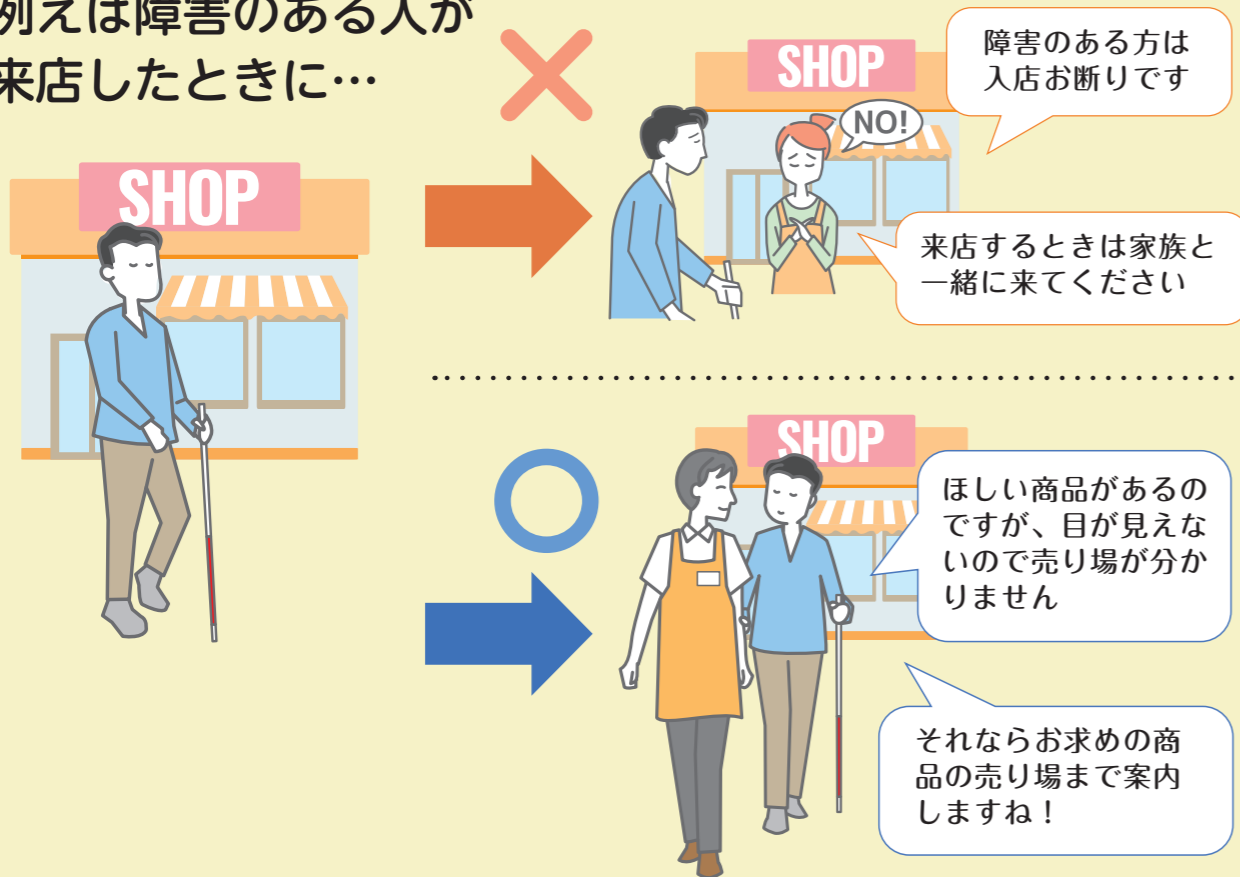 例えば障害のある人が
来店したときに…
SHOP
SHOP
NO!
障害のある方は
入店お断りです
来店するときは家族と
一緒に来てください
SHOP
ほしい商品があるの
ですが、目が見えな
いので売り場が分か
りません
それならお求めの商
品の売り場まで案内
しますね！